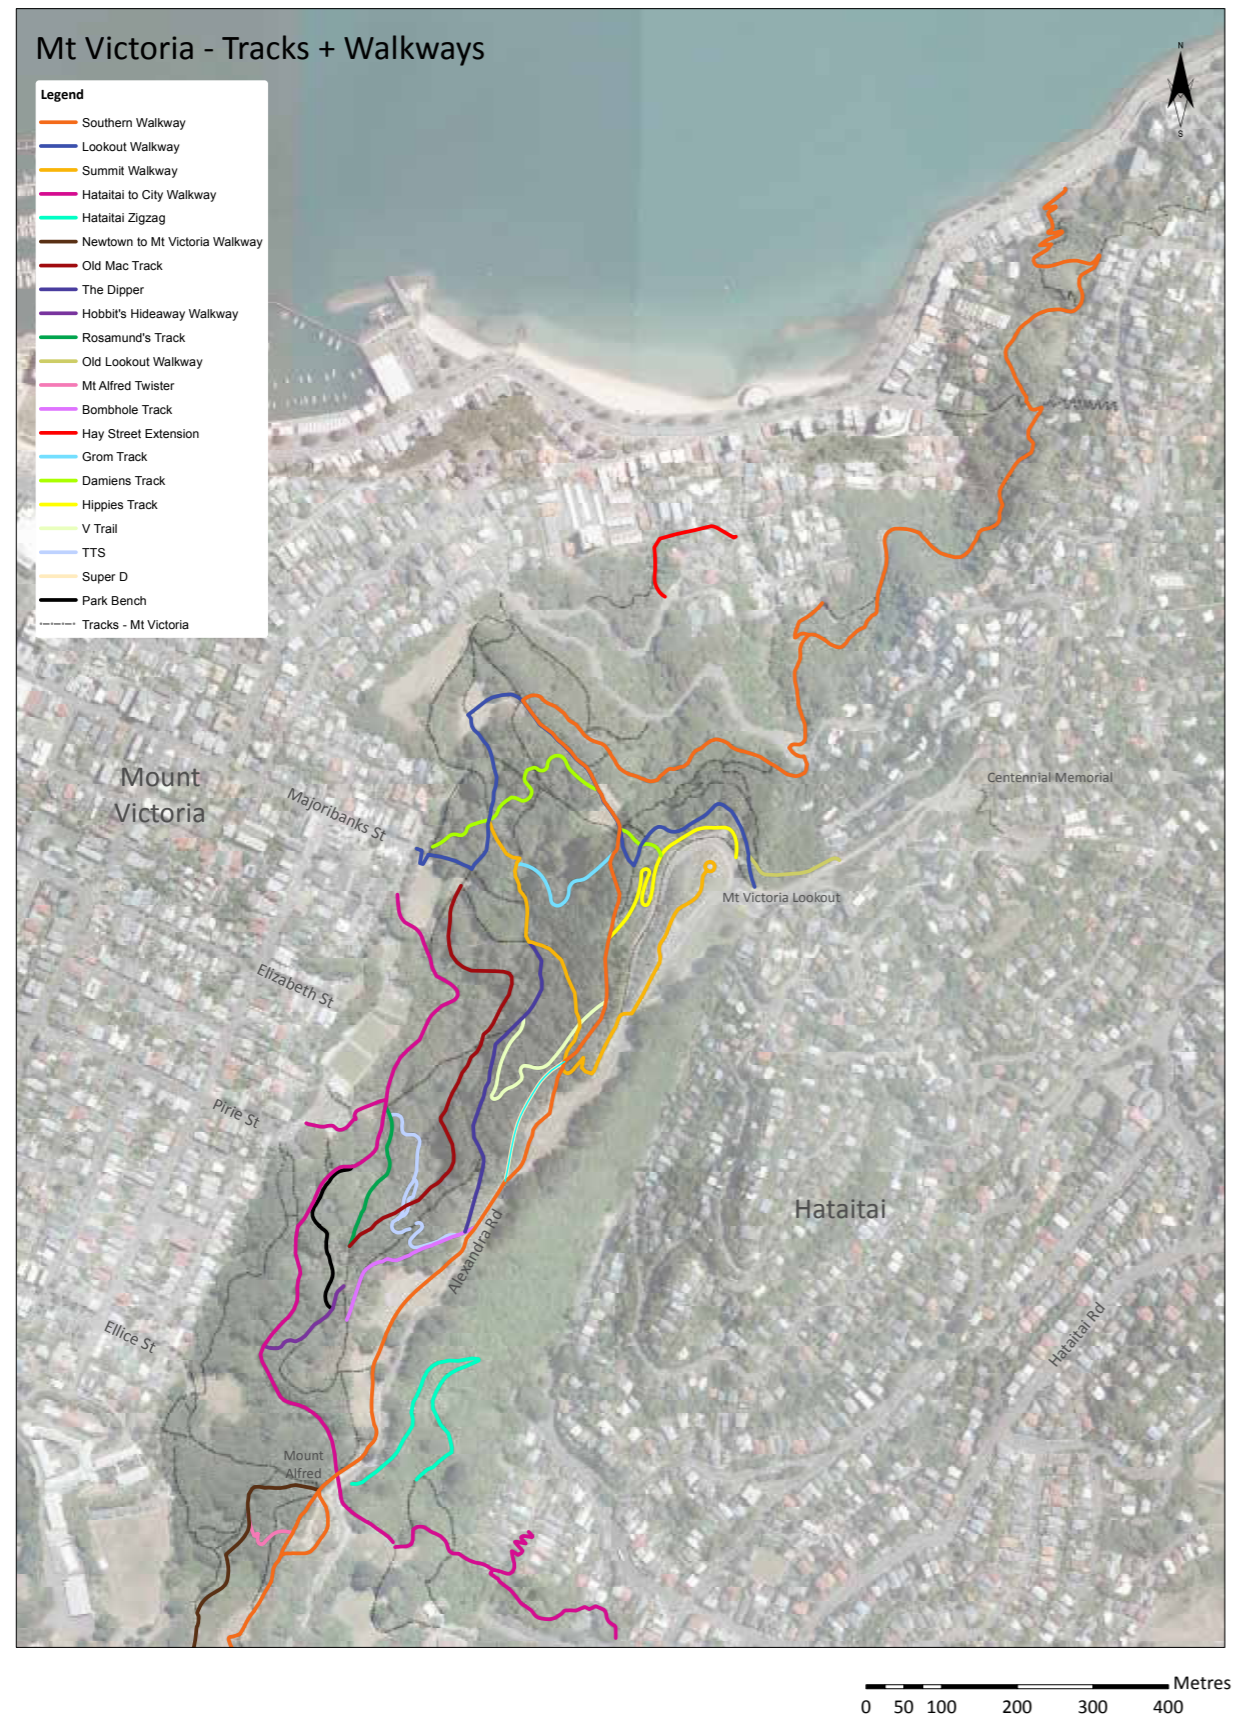 Mt Victoria - Tracks + Walkways
Legend
Southern Walkway
Lookout Walkway
Summit Walkway
Hataitai to City Walkway
Hataitai Zigzag
Newtown to Mt Victoria Walkway
Old Mac Track
The Dipper
Hobbit's Hideaway Walkway
Rosamund's Track
Old Lookout Walkway
Mt Alfred Twister
Bombhole Track
Hay Street Extension
Grom Track
Damiens Track
Hippies Track
V Trail
TTS
Super D
Park Bench
Tracks - Mt Victoria
N
S
Mount
Victoria
Majoribanks St
Centennial Memorial
Mt Victoria Lookout
Elizabeth St
Pirie St
Hataitai
Alexandra Rd
Ellice St
Hataitai Rd
Mount
Alfred
Metres
0 50 100 200 300 400